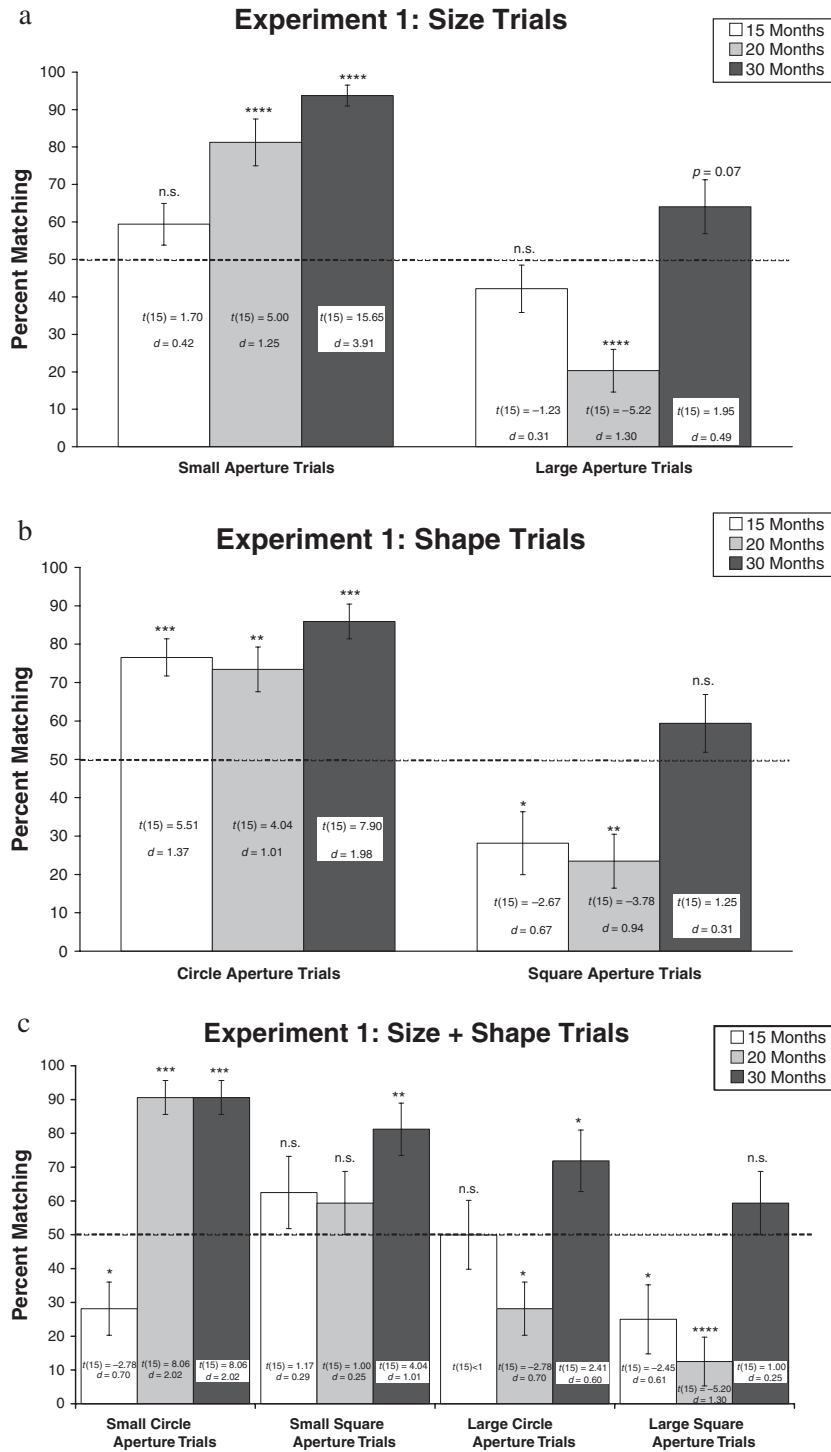 a
Experiment 1: Size Trials
15 Months
20 Months
30 Months
Percent Matching
100
90
80
70
60
50
40
30
20
10
0
n.s.
****
****
n.s.
****
p = 0.07
t(15) = 1.70
d = 0.42
t(15) = 5.00
d = 1.25
t(15) = 15.65
d = 3.91
t(15) = –1.23
d = 0.31
t(15) = –5.22
d = 1.30
t(15) = 1.95
d = 0.49
Small Aperture Trials
Large Aperture Trials
b
Experiment 1: Shape Trials
15 Months
20 Months
30 Months
Percent Matching
100
90
80
70
60
50
40
30
20
10
0
***
**
***
*
**
n.s.
t(15) = 5.51
d = 1.37
t(15) = 4.04
d = 1.01
t(15) = 7.90
d = 1.98
t(15) = –2.67
d = 0.67
t(15) = –3.78
d = 0.94
t(15) = 1.25
d = 0.31
Circle Aperture Trials
Square Aperture Trials
c
Experiment 1: Size + Shape Trials
15 Months
20 Months
30 Months
Percent Matching
100
90
80
70
60
50
40
30
20
10
0
*
***
***
n.s.
n.s.
**
n.s.
*
*
*
****
n.s.
t(15) = –2.78
d = 0.70
t(15) = 8.06
d = 2.02
t(15) = 8.06
d = 2.02
t(15) = 1.17
d = 0.29
t(15) = 1.00
d = 0.25
t(15) = 4.04
d = 1.01
t(15)<1
t(15) = –2.78
d = 0.70
t(15) = 2.41
d = 0.60
t(15) = –2.45
d = 0.61
t(15) = –5.20
d = 1.30
t(15) = 1.00
d = 0.25
Small Circle
Aperture Trials
Small Square
Aperture Trials
Large Circle
Aperture Trials
Large Square
Aperture Trials